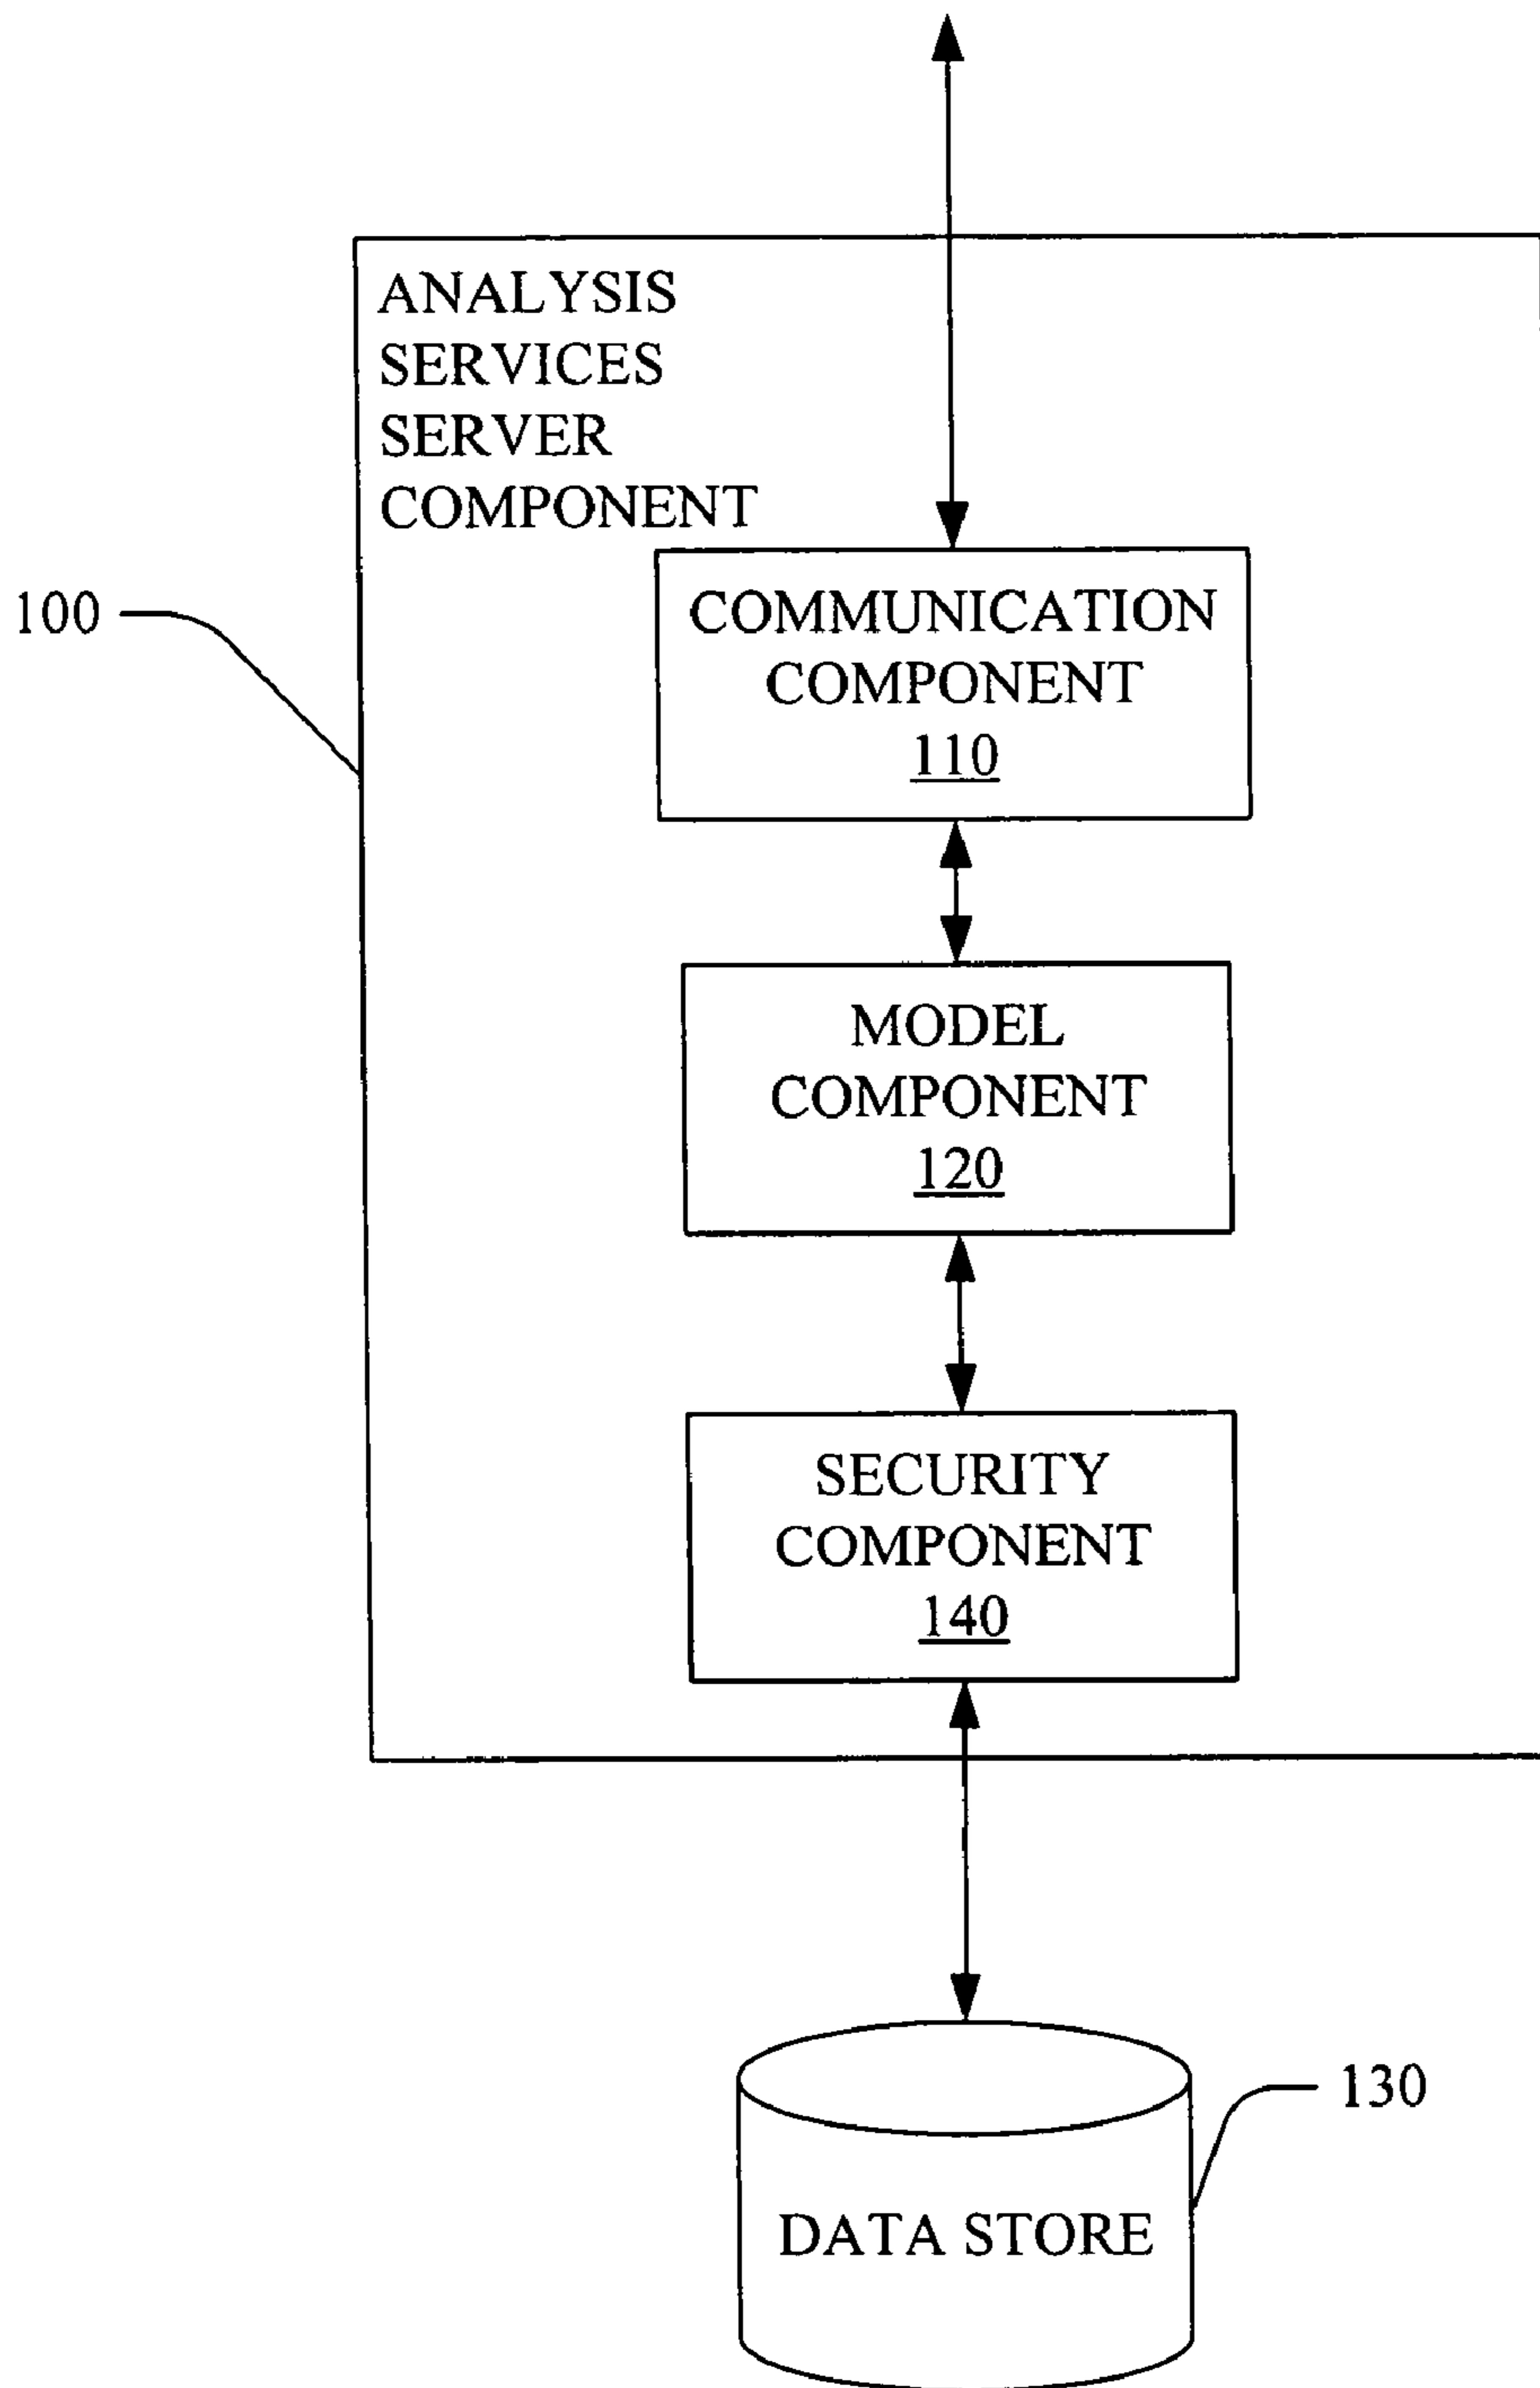 ANALYSIS
SERVICES
SERVER
COMPONENT
100
COMMUNICATION
COMPONENT
110
MODEL
COMPONENT
120
SECURITY
COMPONENT
140
130
DATA STORE